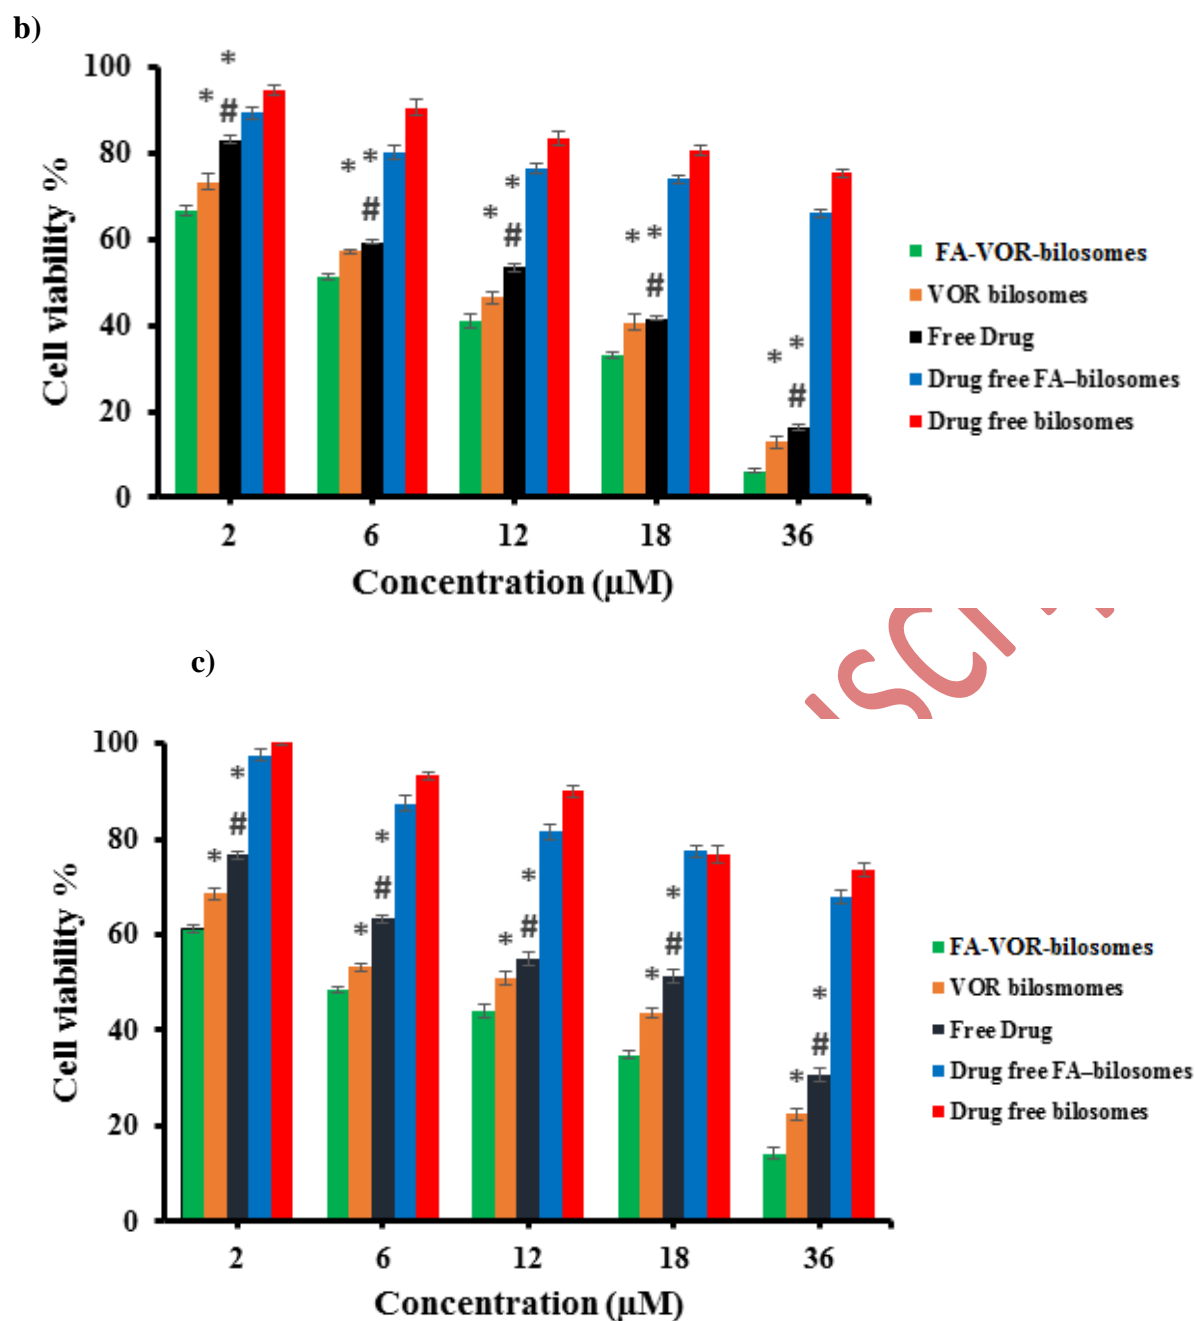 b)
100
80
60
40
20
0
Cell viability %
* * #
* * #
* * #
* * #
* * #
2 6 12 18 36
Concentration (μM)
FA-VOR-bilosomes
VOR bilosomes
Free Drug
Drug free FA–bilosomes
Drug free bilosomes
c)
100
80
60
40
20
0
Cell viability %
* * #
* * #
* * #
* * #
* * #
2 6 12 18 36
Concentration (μM)
FA-VOR-bilosomes
VOR bilosmomes
Free Drug
Drug free FA–bilosomes
Drug free bilosomes